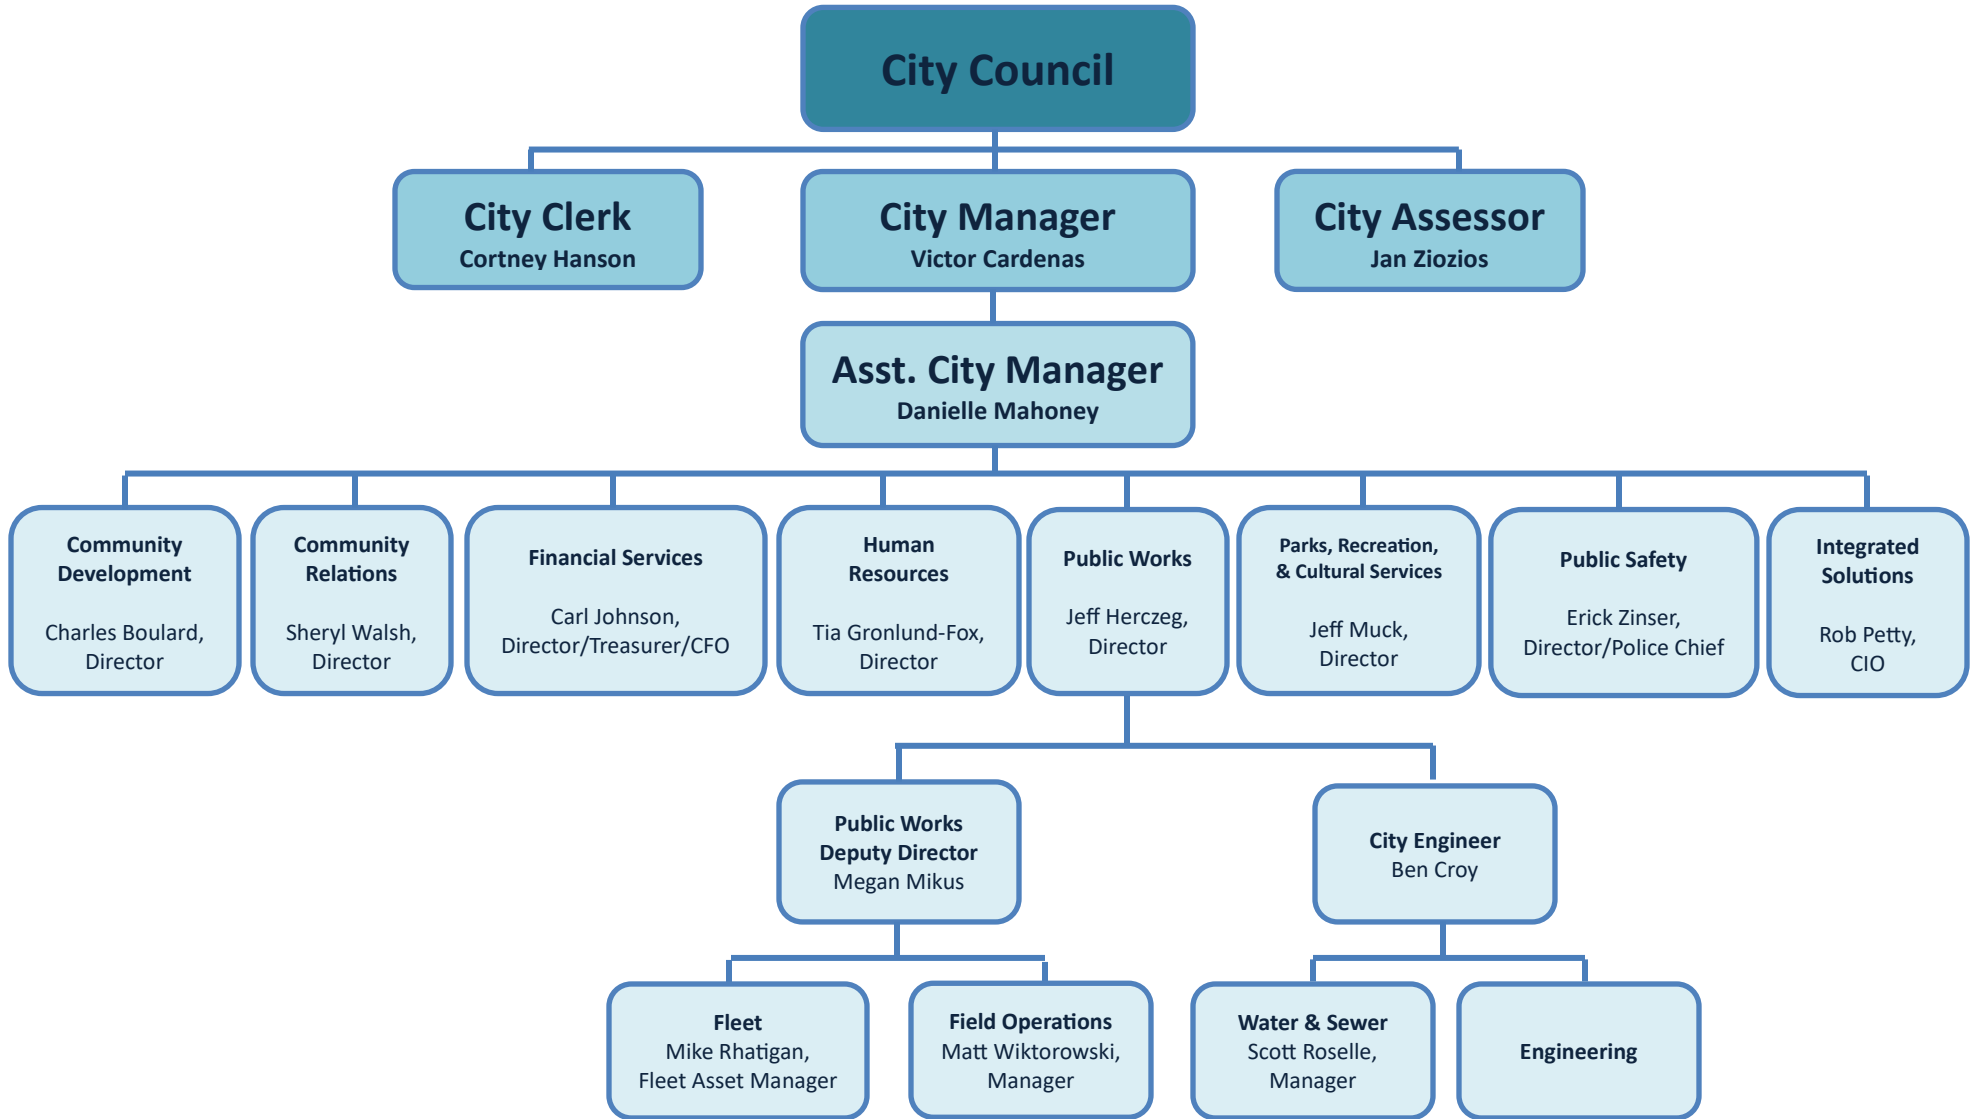 City Council
City Clerk
Cortney Hanson
City Manager
Victor Cardenas
City Assessor
Jan Ziozios
Asst. City Manager
Danielle Mahoney
Community
Development
Charles Boulard,
Director
Community
Relations
Sheryl Walsh,
Director
Financial Services
Carl Johnson,
Director/Treasurer/CFO
Human
Resources
Tia Gronlund-Fox,
Director
Public Works
Jeff Herczeg,
Director
Parks, Recreation,
& Cultural Services
Jeff Muck,
Director
Public Safety
Erick Zinser,
Director/Police Chief
Integrated
Solutions
Rob Petty,
CIO
Public Works
Deputy Director
Megan Mikus
City Engineer
Ben Croy
Fleet
Mike Rhatigan,
Fleet Asset Manager
Field Operations
Matt Wiktorowski,
Manager
Water & Sewer
Scott Roselle,
Manager
Engineering